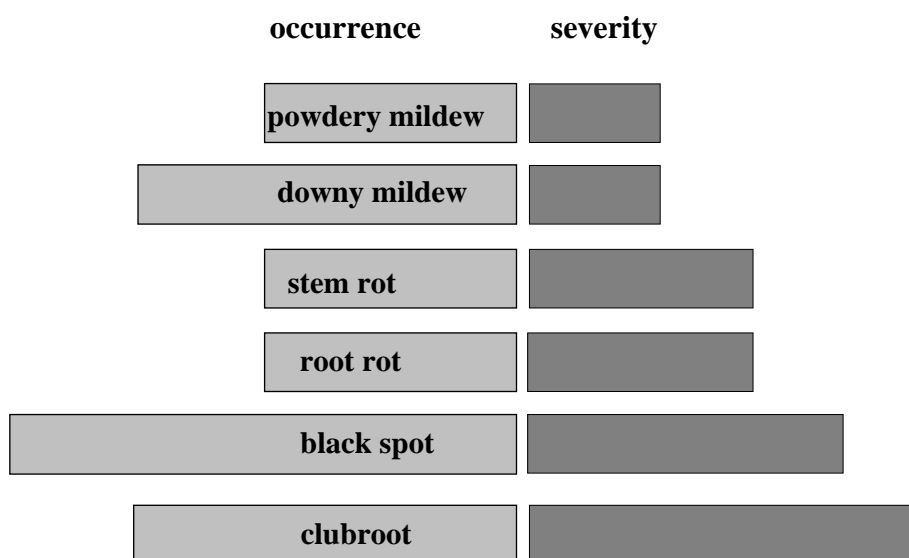 occurrence severity
powdery mildew
downy mildew
stem rot
root rot
black spot
clubroot